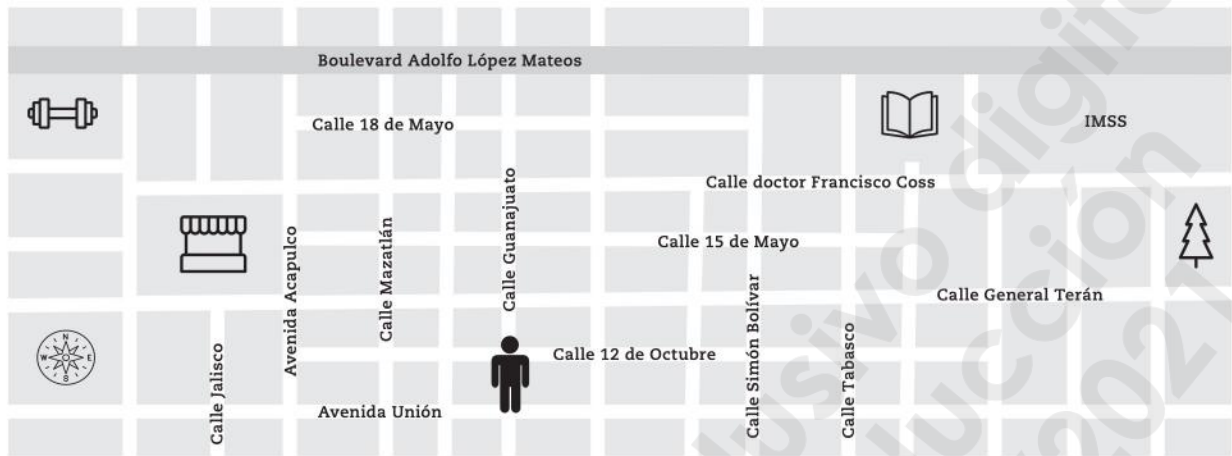 Boulevard Adolfo López Mateos
Calle 18 de Mayo
IMSS
Calle doctor Francisco Coss
Calle Guanajuato
Calle 15 de Mayo
Calle Mazatlán
Avenida Acapulco
Calle General Terán
Calle Simón Bolívar
Calle 12 de Octubre
N
W E
S
Calle Jalisco
Calle Tabasco
Avenida Unión
2021